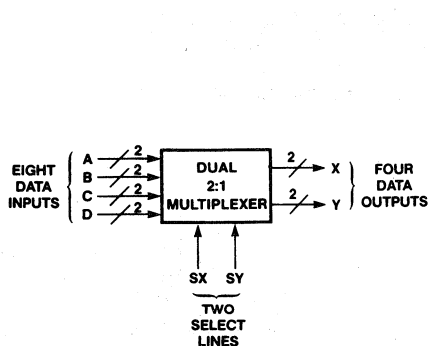 EIGHT
DATA
INPUTS
A 2
B 2
C 2
D 2
DUAL
2:1
MULTIPLEXER
2 X
2 Y
FOUR
DATA
OUTPUTS
SX SY
TWO
SELECT
LINES